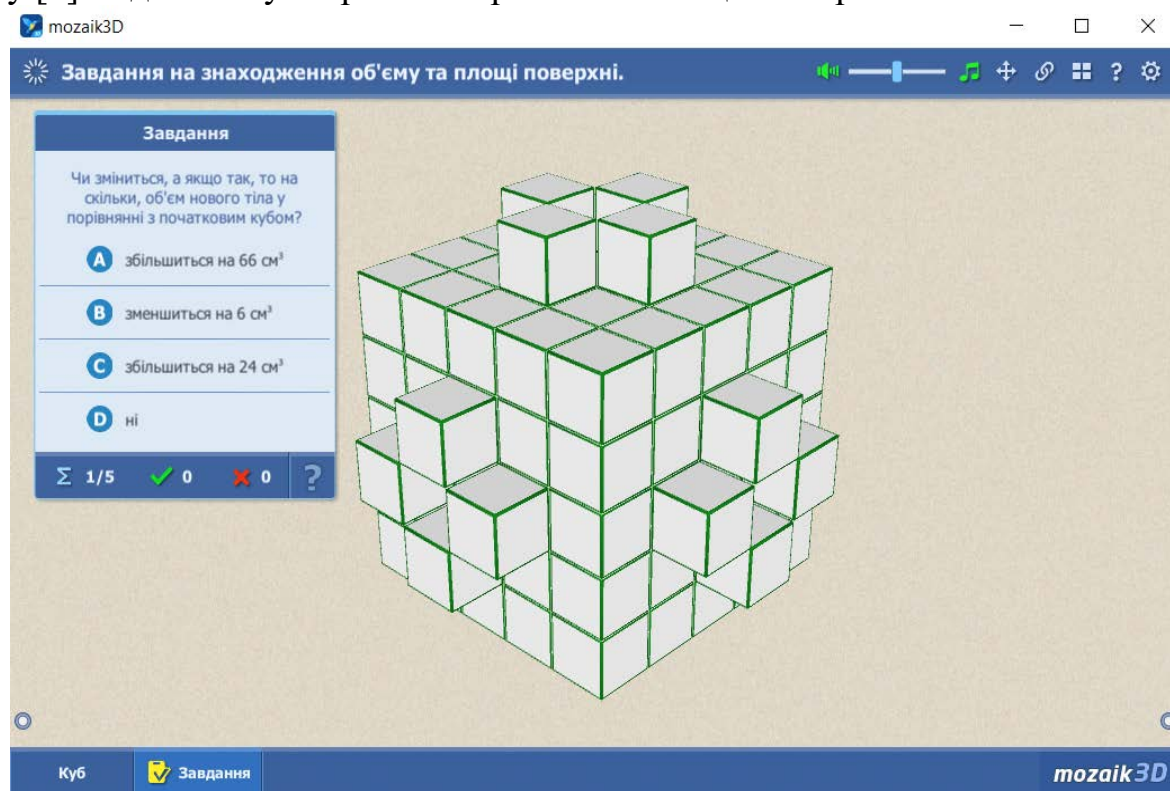 mozaik3D
Завдання на знаходження об'єму та площі поверхні.
Завдання
Чи зміниться, а якщо так, то на
скільки, об'єм нового тіла у
порівнянні з початковим кубом?
A збільшиться на 66 см³
B зменшиться на 6 см³
C збільшиться на 24 см³
D ні
Σ 1/5 0 0 ?
Куб
Завдання
mozaik3D